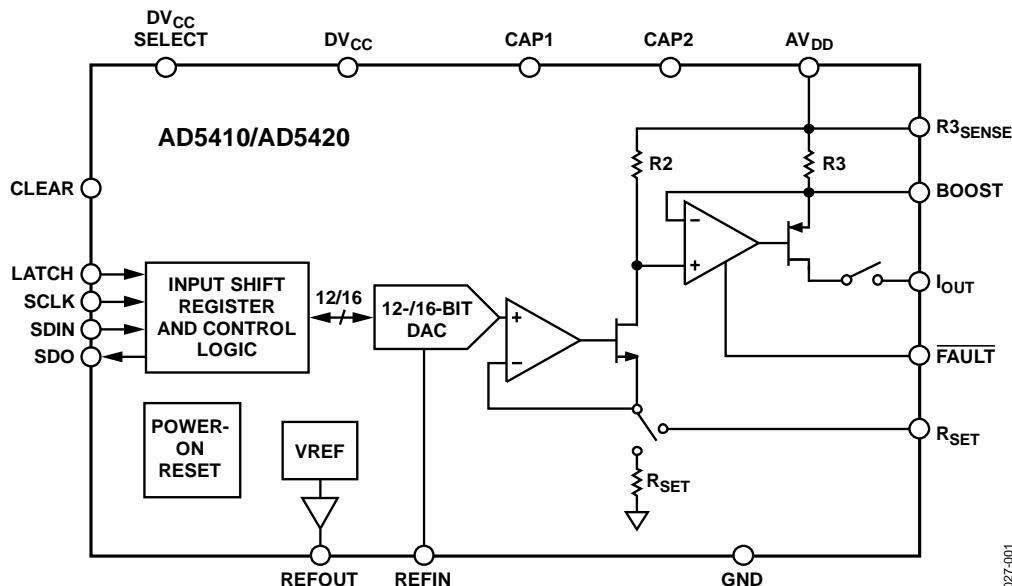 DVCC
SELECT
DVCC
CAP1
CAP2
AVDD
AD5410/AD5420
R2
R3
R3SENSE
BOOST
CLEAR
LATCH
SCLK
SDIN
SDO
INPUT SHIFT
REGISTER
AND CONTROL
LOGIC
12/16
12-/16-BIT
DAC
+
−
−
+
IOUT
FAULT
RSET
POWER-
ON
RESET
VREF
RSET
REFOUT
REFIN
GND
027-001